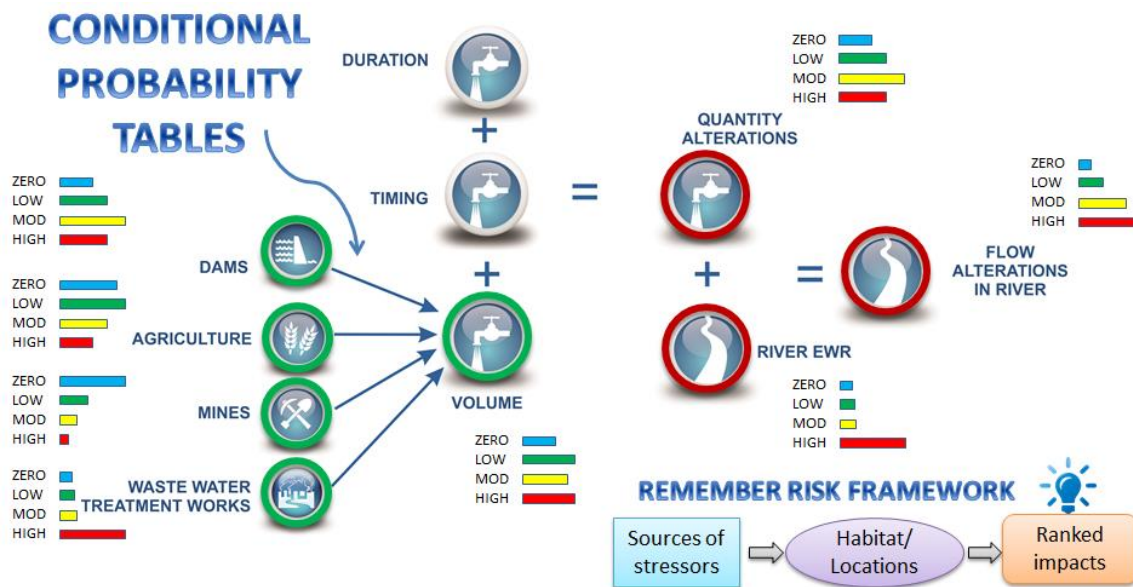 CONDITIONAL
PROBABILITY
TABLES
DURATION
TIMING
ZERO
LOW
MOD
HIGH
DAMS
ZERO
LOW
MOD
HIGH
AGRICULTURE
ZERO
LOW
MOD
HIGH
MINES
ZERO
LOW
MOD
HIGH
WASTE WATER
TREATMENT WORKS
VOLUME
ZERO
LOW
MOD
HIGH
+
+
=
ZERO
LOW
MOD
HIGH
QUANTITY
ALTERATIONS
+
RIVER EWR
ZERO
LOW
MOD
HIGH
=
ZERO
LOW
MOD
HIGH
FLOW
ALTERATIONS
IN RIVER
REMEMBER RISK FRAMEWORK
Sources of
stressors
Habitat/
Locations
Ranked
impacts